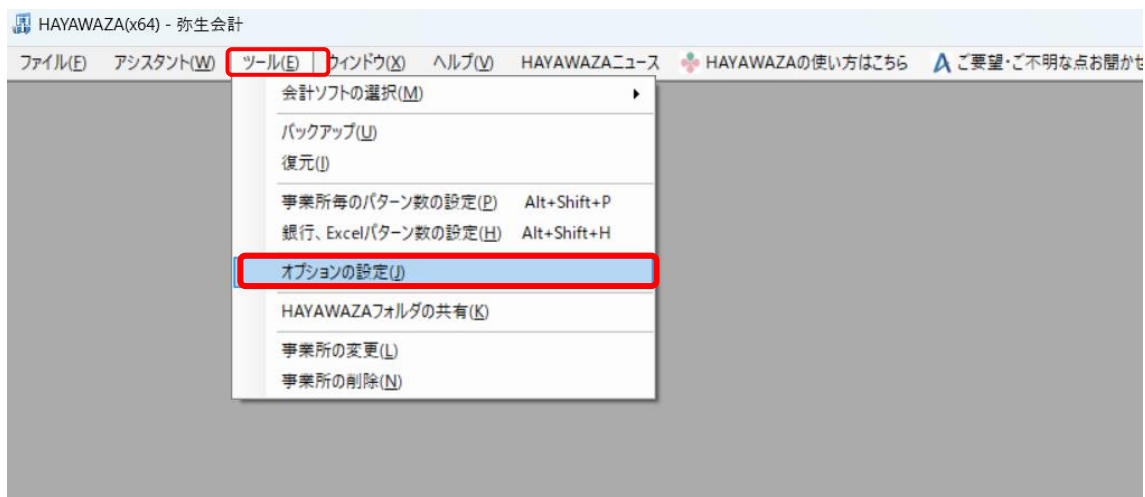 HAYAWAZA(x64) - 弥生会計
ファイル(F) アシスタント(W) ツール(E) ウィンドウ(X) ヘルプ(V) HAYAWAZAニュース HAYAWAZAの使い方はこちら ご要望・ご不明な点お聞かせ
会計ソフトの選択(M)
バックアップ(U)
復元(I)
事業所毎のパターン数の設定(P) Alt+Shift+P
銀行、Excelパターン数の設定(H) Alt+Shift+H
オプションの設定(J)
HAYAWAZAフォルダの共有(K)
事業所の変更(L)
事業所の削除(N)